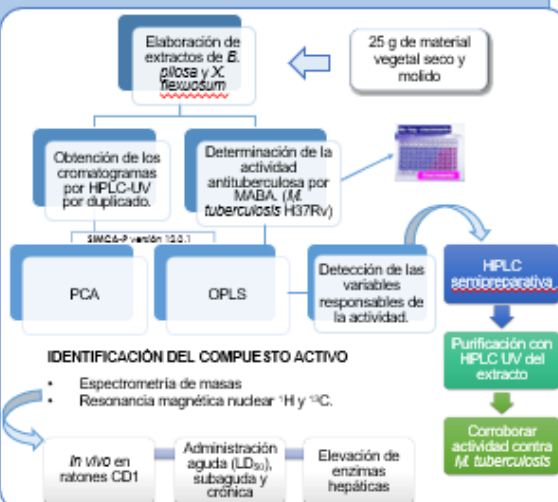 Elaboración de
extractos de B.
pilosa y X.
flexuosum
25 g de material
vegetal seco y
molido
Obtención de los
cromatogramas
por HPLC-UV
por duplicado.
Determinación de la
actividad
antituberculosa por
MABA. (M.
tuberculosis H37Rv)
SIMCA-P versión 12.0.1
PCA
OPLS
Detección de las
variables
responsables de
la actividad.
HPLC
semipreparativa
Purificación con
HPLC UV del
extracto
Corroborar
actividad contra
M. tuberculosis
IDENTIFICACIÓN DEL COMPUESTO ACTIVO
• Espectrometría de masas
• Resonancia magnética nuclear ¹H y ¹³C.
In vivo en
ratones CD1
Administración
aguda (LD₅₀),
subaguda y
crónica
Elevación de
enzimas
hepáticas